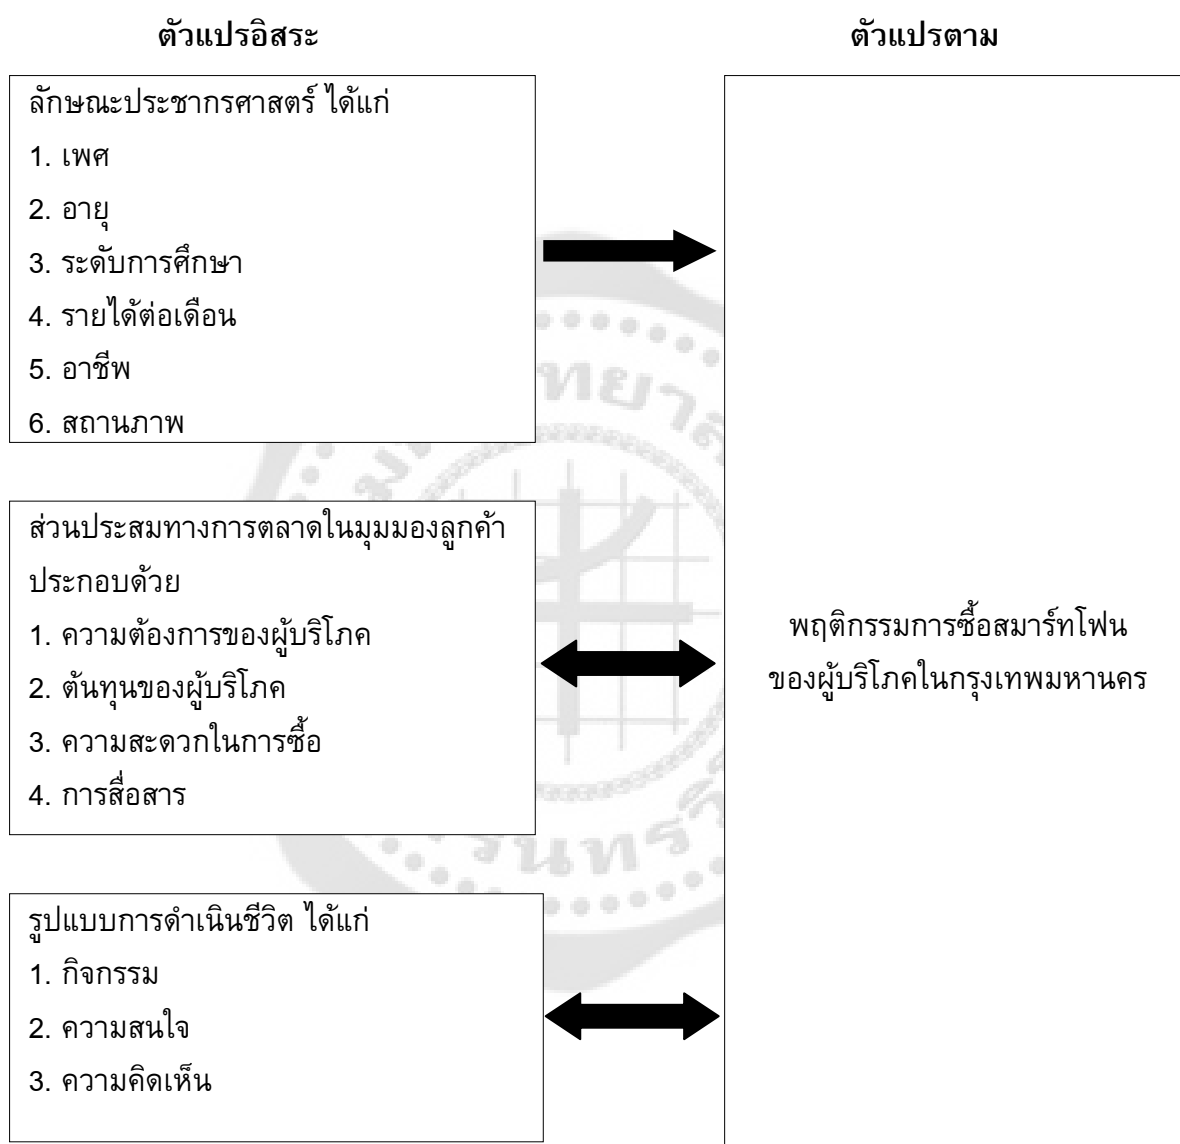 ตัวแปรอิสระ
ตัวแปรตาม
ลักษณะประชากรศาสตร์ ได้แก่
1. เพศ
2. อายุ
3. ระดับการศึกษา
4. รายได้ต่อเดือน
5. อาชีพ
6. สถานภาพ
ส่วนประสมทางการตลาดในมุมมองลูกค้า
ประกอบด้วย
1. ความต้องการของผู้บริโภค
2. ต้นทุนของผู้บริโภค
3. ความสะดวกในการซื้อ
4. การสื่อสาร
รูปแบบการดำเนินชีวิต ได้แก่
1. กิจกรรม
2. ความสนใจ
3. ความคิดเห็น
พฤติกรรมการซื้อสมาร์ทโฟน
ของผู้บริโภคในกรุงเทพมหานคร